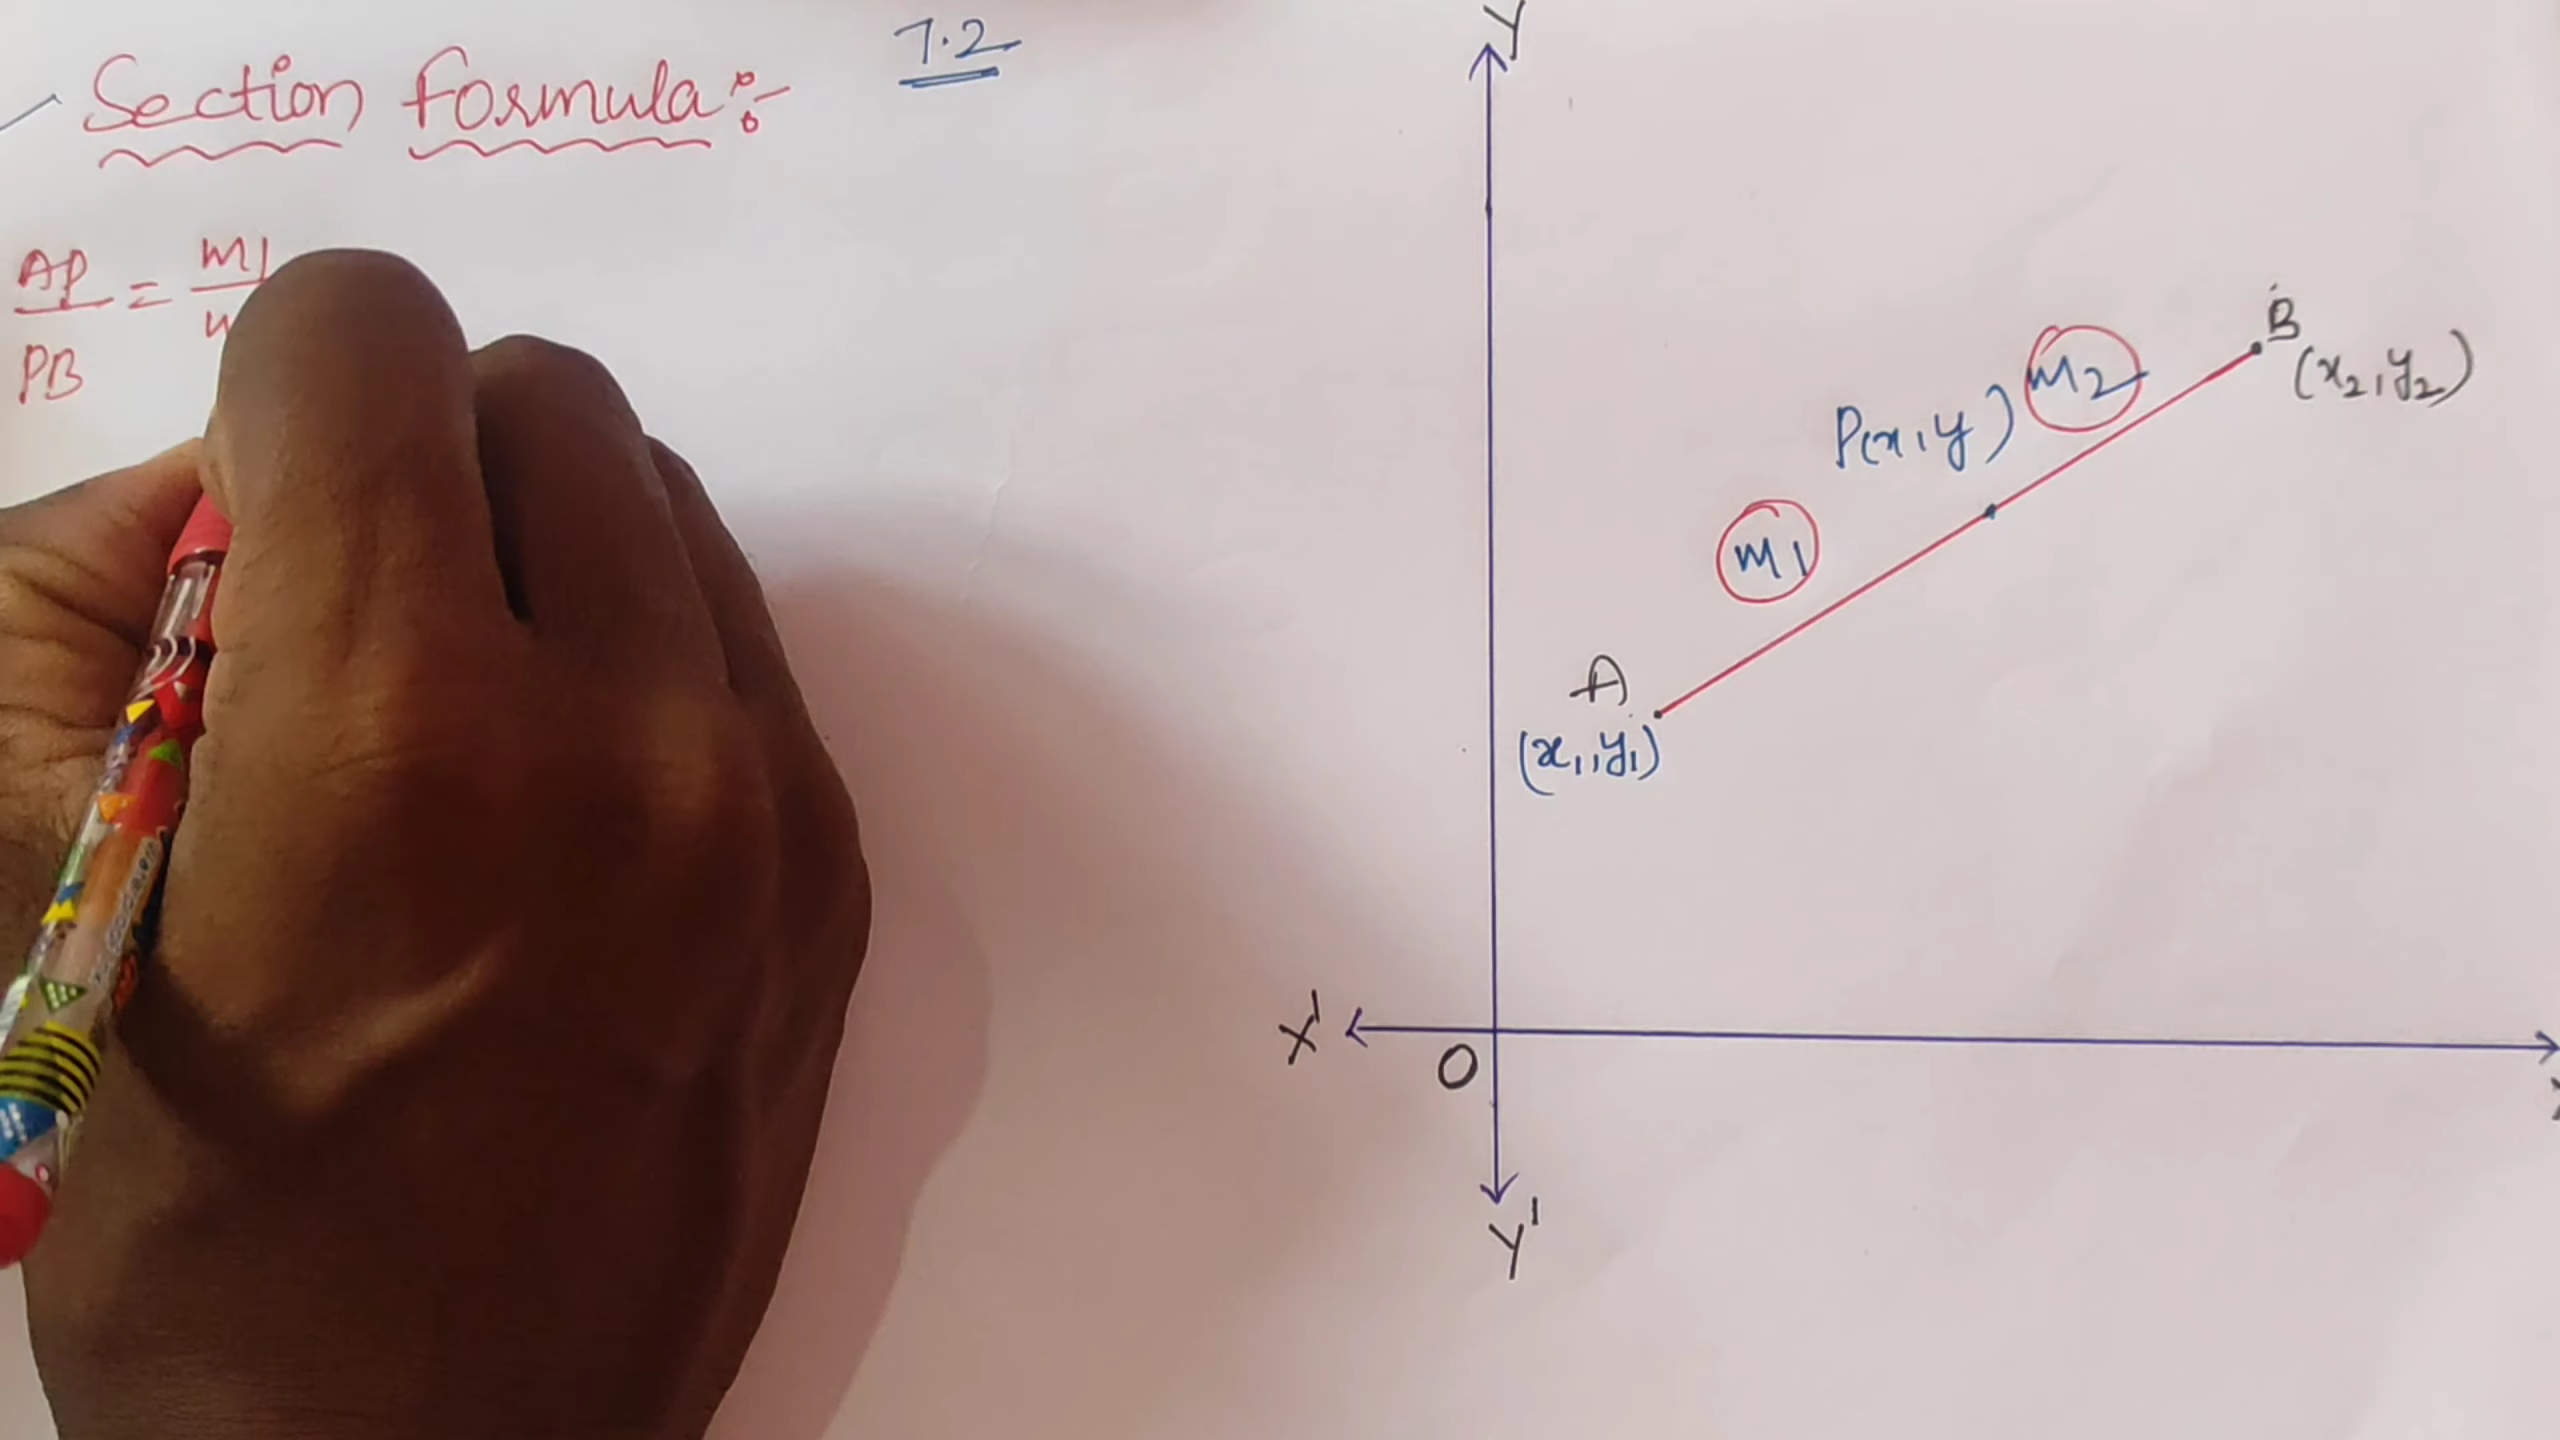 7.2
Section formula:-
AP/PB = m1/
Y
B
(x2,y2)
m2
P(x,y)
m1
A
(x1,y1)
X'
O
Y'